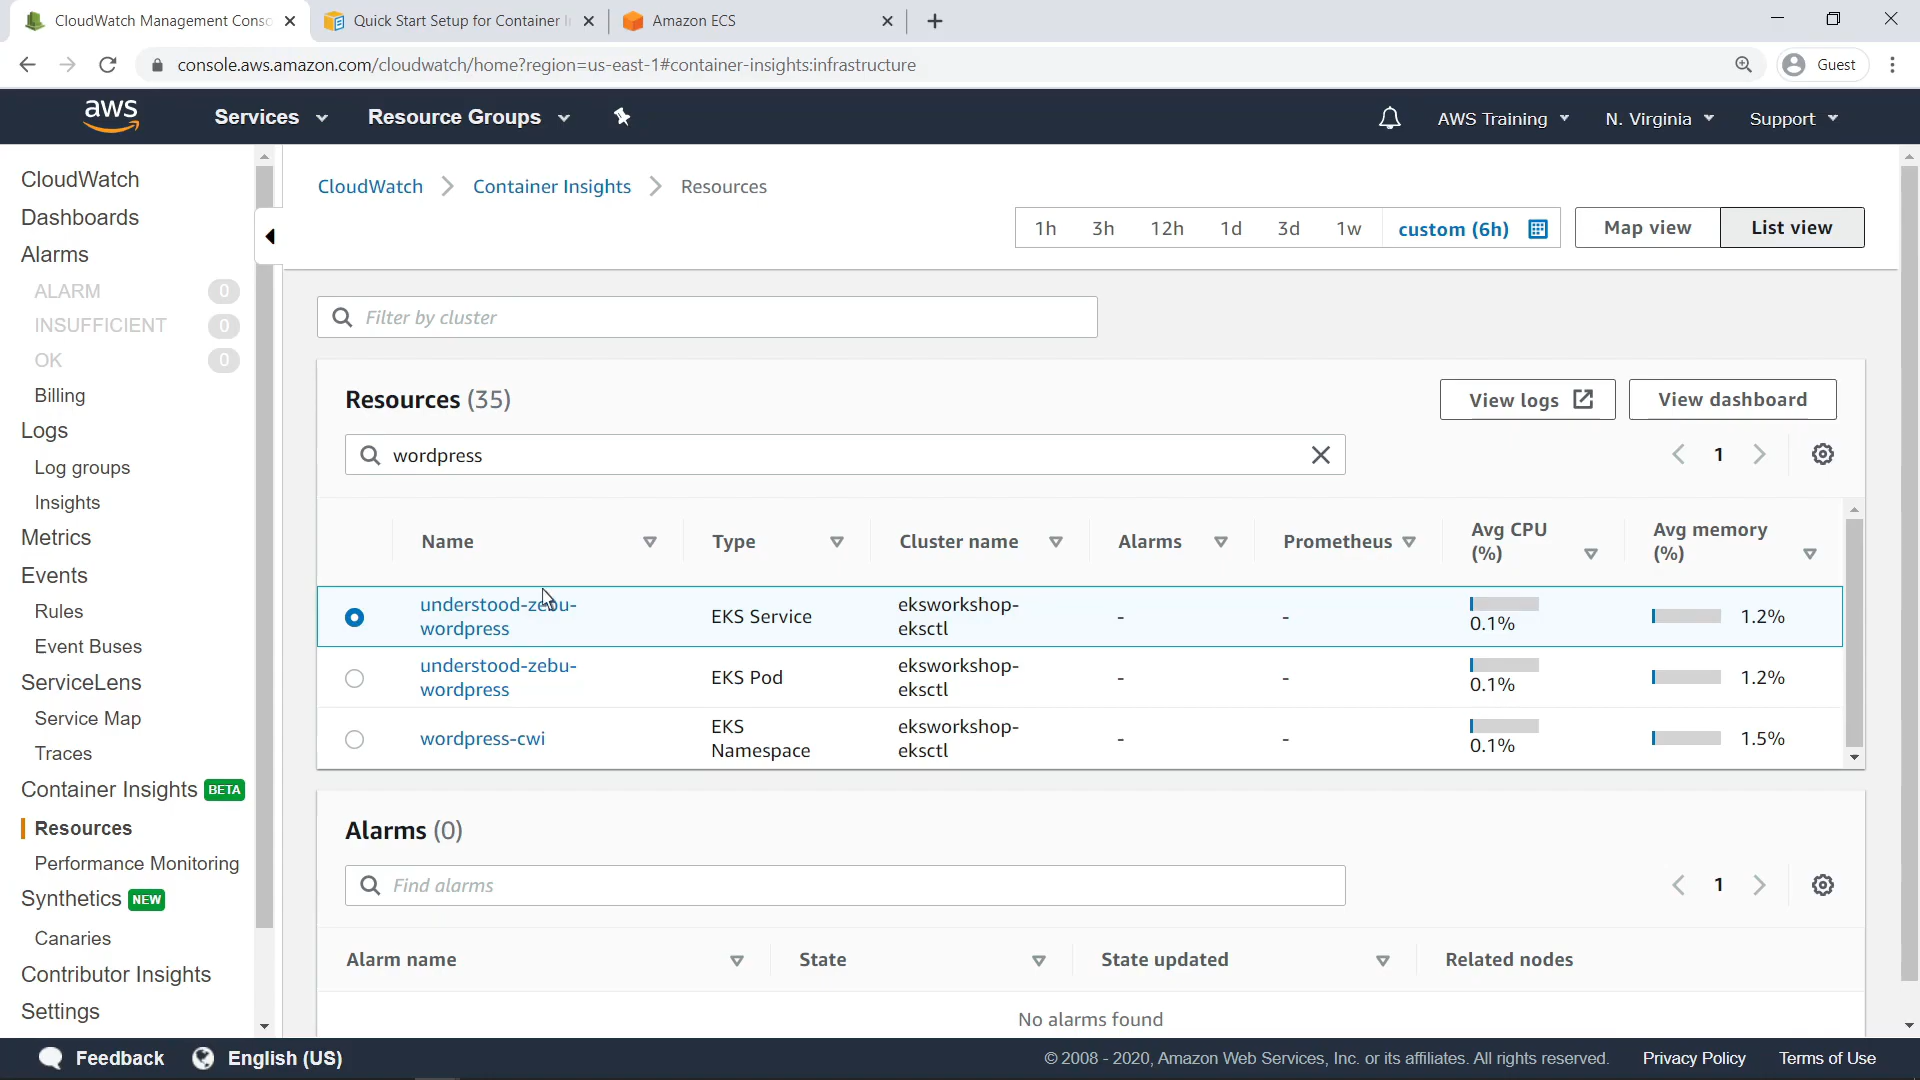 CloudWatch Management Conso
Quick Start Setup for Container I
Amazon ECS
console.aws.amazon.com/cloudwatch/home?region=us-east-1#container-insights:infrastructure
Guest
aws
Services
Resource Groups
AWS Training
N. Virginia
Support
CloudWatch
Dashboards
Alarms
ALARM 0
INSUFFICIENT 0
OK 0
Billing
Logs
Log groups
Insights
Metrics
Events
Rules
Event Buses
ServiceLens
Service Map
Traces
Container Insights BETA
Resources
Performance Monitoring
Synthetics NEW
Canaries
Contributor Insights
Settings
CloudWatch Container Insights Resources
1h 3h 12h 1d 3d 1w custom (6h)
Map view List view
Filter by cluster
Resources (35)
View logs View dashboard
wordpress
1
Name Type Cluster name Alarms Prometheus Avg CPU (%) Avg memory (%)
understood-zebu-wordpress EKS Service eksworkshop-eksctl - - 0.1% 1.2%
understood-zebu-wordpress EKS Pod eksworkshop-eksctl - - 0.1% 1.2%
wordpress-cwi EKS Namespace eksworkshop-eksctl - - 0.1% 1.5%
Alarms (0)
Find alarms
1
Alarm name State State updated Related nodes
No alarms found
Feedback English (US)
© 2008 - 2020, Amazon Web Services, Inc. or its affiliates. All rights reserved. Privacy Policy Terms of Use